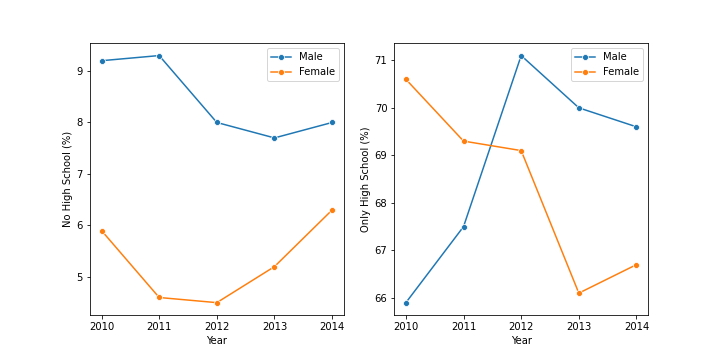 No High School (%)
9
8
7
6
5
Male
Female
2010 2011 2012 2013 2014
Year
Only High School (%)
71
70
69
68
67
66
Male
Female
2010 2011 2012 2013 2014
Year